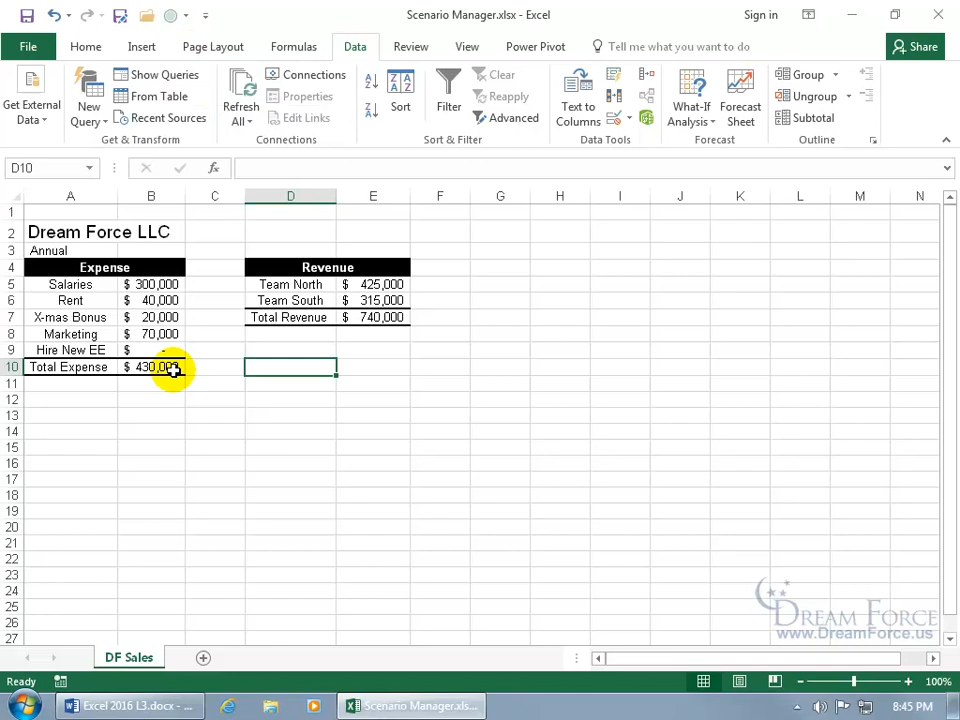 Scenario Manager.xlsx - Excel
Sign in
File
Home
Insert
Page Layout
Formulas
Data
Review
View
Power Pivot
Tell me what you want to do
Share
Get External Data
New Query
Show Queries
From Table
Recent Sources
Get & Transform
Refresh All
Connections
Properties
Edit Links
Connections
Sort
Filter
Clear
Reapply
Advanced
Sort & Filter
Text to Columns
Data Tools
What-If Analysis
Forecast Sheet
Forecast
Group
Ungroup
Subtotal
Outline
D10
fx
A B C D E F G H I J K L M N
1
2 Dream Force LLC
3 Annual
4 Expense Revenue
5 Salaries $ 300,000 Team North $ 425,000
6 Rent $ 40,000 Team South $ 315,000
7 X-mas Bonus $ 20,000 Total Revenue $ 740,000
8 Marketing $ 70,000
9 Hire New EE $ -
10 Total Expense $ 430,000
11
12
13
14
15
16
17
18
19
20
21
22
23
24
25
26
27
DREAM FORCE
www.DreamForce.us
DF Sales
Ready
100%
Excel 2016 L3.docx - ...
Scenario Manager.xls...
8:45 PM